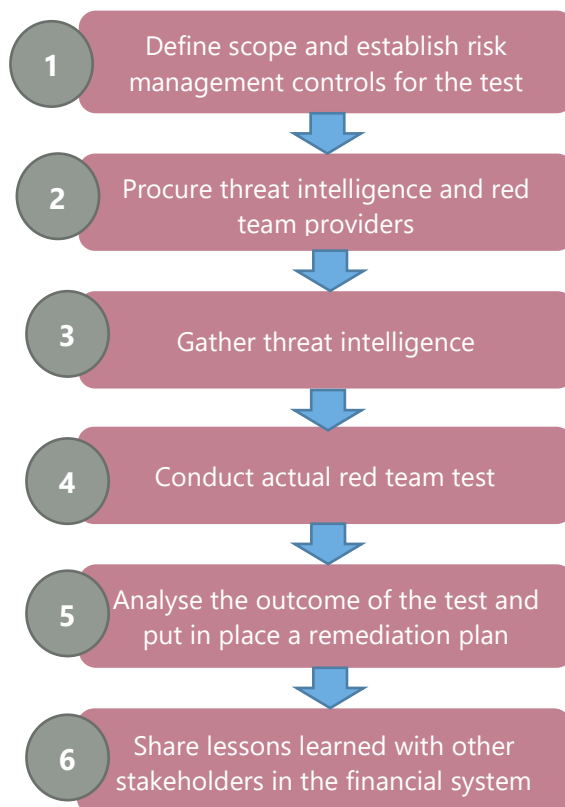 1
Define scope and establish risk
management controls for the test
2
Procure threat intelligence and red
team providers
3
Gather threat intelligence
4
Conduct actual red team test
5
Analyse the outcome of the test and
put in place a remediation plan
6
Share lessons learned with other
stakeholders in the financial system